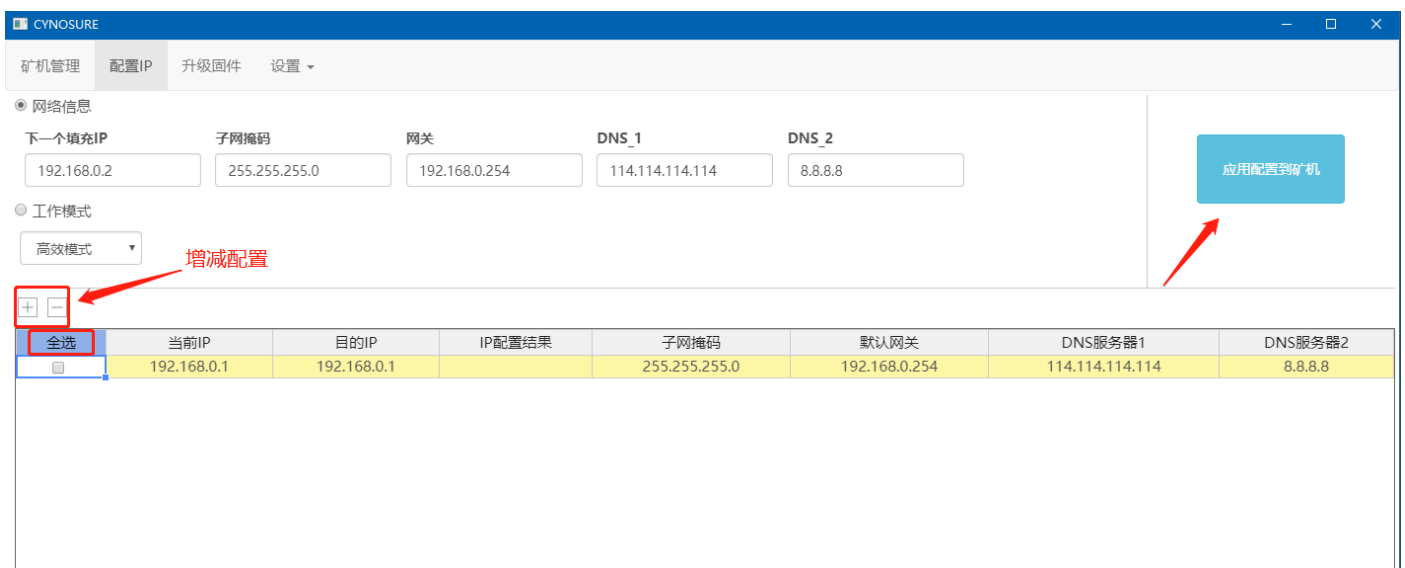 CYNOSURE
矿机管理 配置IP 升级固件 设置
网络信息
下一个填充IP 子网掩码 网关 DNS_1 DNS_2
192.168.0.2 255.255.255.0 192.168.0.254 114.114.114.114 8.8.8.8
应用配置到矿机
工作模式
高效模式
增减配置
全选 当前IP 目的IP IP配置结果 子网掩码 默认网关 DNS服务器1 DNS服务器2
192.168.0.1 192.168.0.1 255.255.255.0 192.168.0.254 114.114.114.114 8.8.8.8